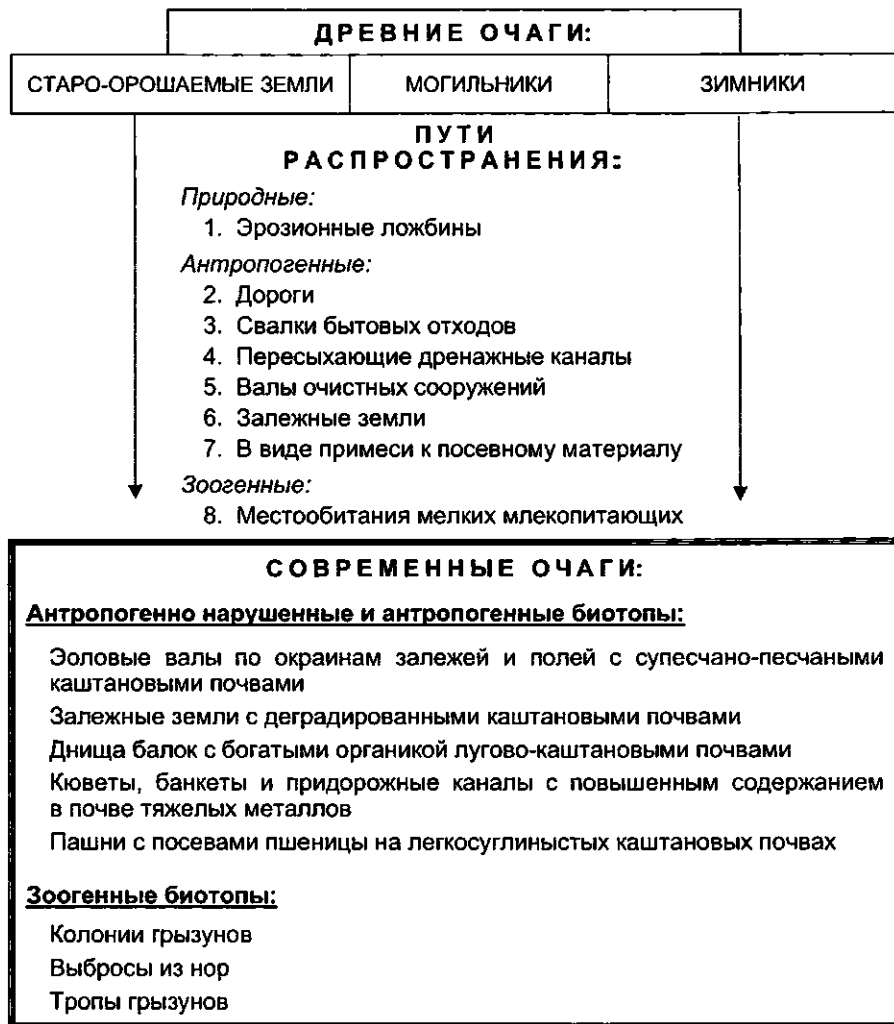 ДРЕВНИЕ ОЧАГИ:
СТАРО-ОРОШАЕМЫЕ ЗЕМЛИ
МОГИЛЬНИКИ
ЗИМНИКИ
ПУТИ
РАСПРОСТРАНЕНИЯ:
Природные:
1. Эрозионные ложбины
Антропогенные:
2. Дороги
3. Свалки бытовых отходов
4. Пересыхающие дренажные каналы
5. Валы очистных сооружений
6. Залежные земли
7. В виде примеси к посевному материалу
Зоогенные:
8. Местообитания мелких млекопитающих
СОВРЕМЕННЫЕ ОЧАГИ:
Антропогенно нарушенные и антропогенные биотопы:
Эоловые валы по окраинам залежей и полей с супесчано-песчаными
каштановыми почвами
Залежные земли с деградированными каштановыми почвами
Днища балок с богатыми органикой лугово-каштановыми почвами
Кюветы, банкеты и придорожные каналы с повышенным содержанием
в почве тяжелых металлов
Пашни с посевами пшеницы на легкосуглиныстых каштановых почвах
Зоогенные биотопы:
Колонии грызунов
Выбросы из нор
Тропы грызунов